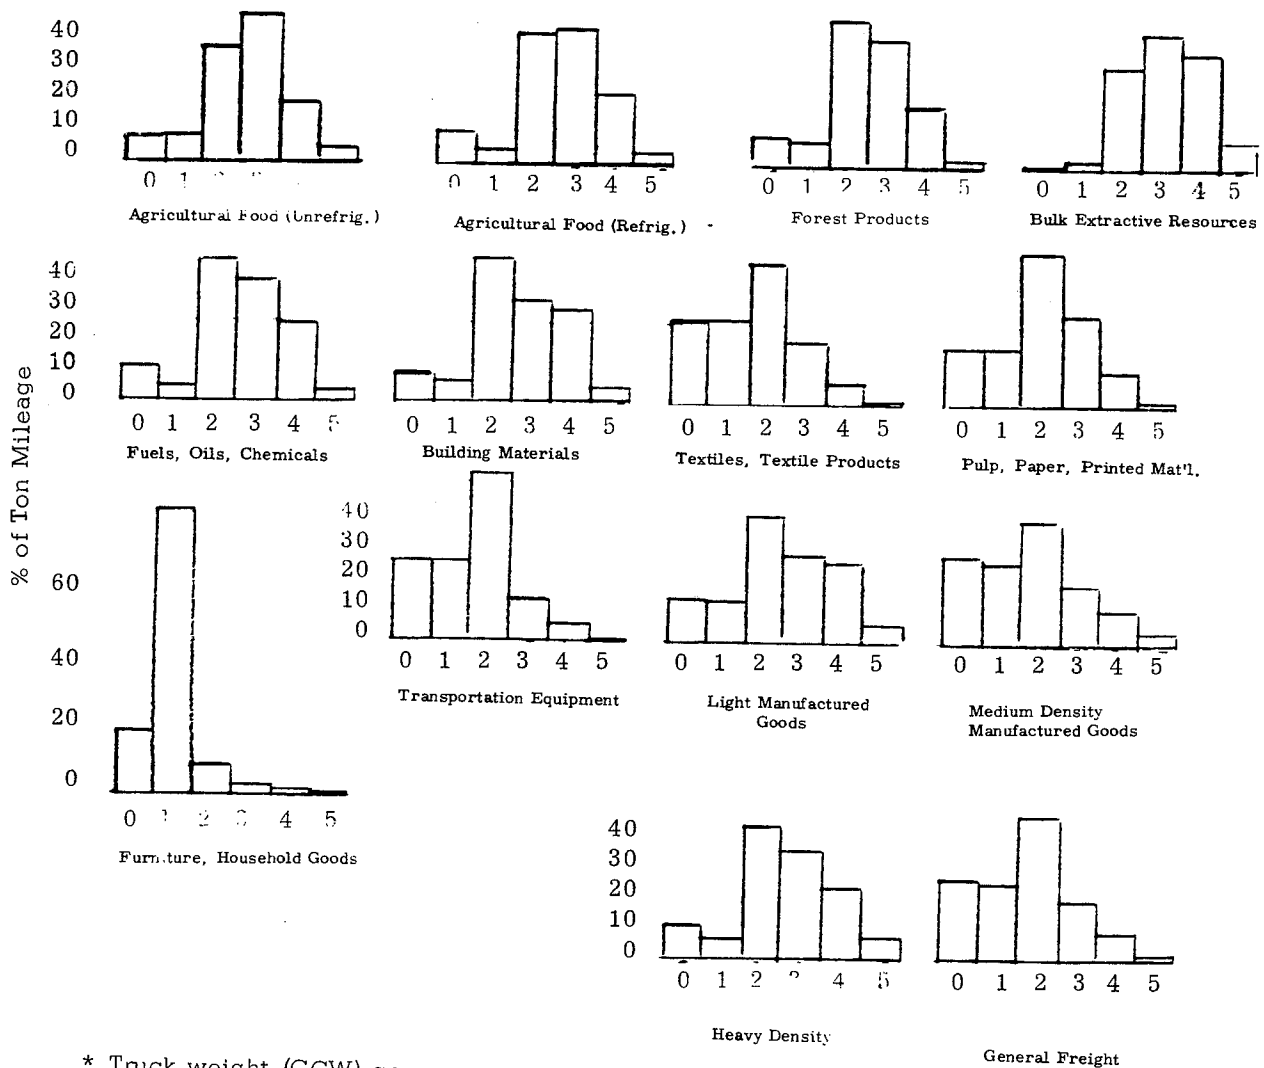 40
30
20
10
0
0 1
0 1 2 3 4 5
0 1 2 3 4 5
0 1 2 3 4 5
Agricultural Food (Unrefrig.)
Agricultural Food (Refrig.)
Forest Products
Bulk Extractive Resources
% of Ton Mileage
40
30
20
10
0
0 1 2 3 4 5
0 1 2 3 4 5
0 1 2 3 4 5
0 1 2 3 4 5
Fuels, Oils, Chemicals
Building Materials
Textiles, Textile Products
Pulp, Paper, Printed Mat'l.
40
30
20
10
0
0 1 2 3 4 5
0 1 2 3 4 5
0 1 2 3 4 5
Transportation Equipment
Light Manufactured
Goods
Medium Density
Manufactured Goods
60
40
20
0
0 1 2 3 4 5
Furniture, Household Goods
40
30
20
10
0
0 1 2 4 5
0 1 2 3 4 5
Heavy Density
General Freight
* Truck weight (GCW)